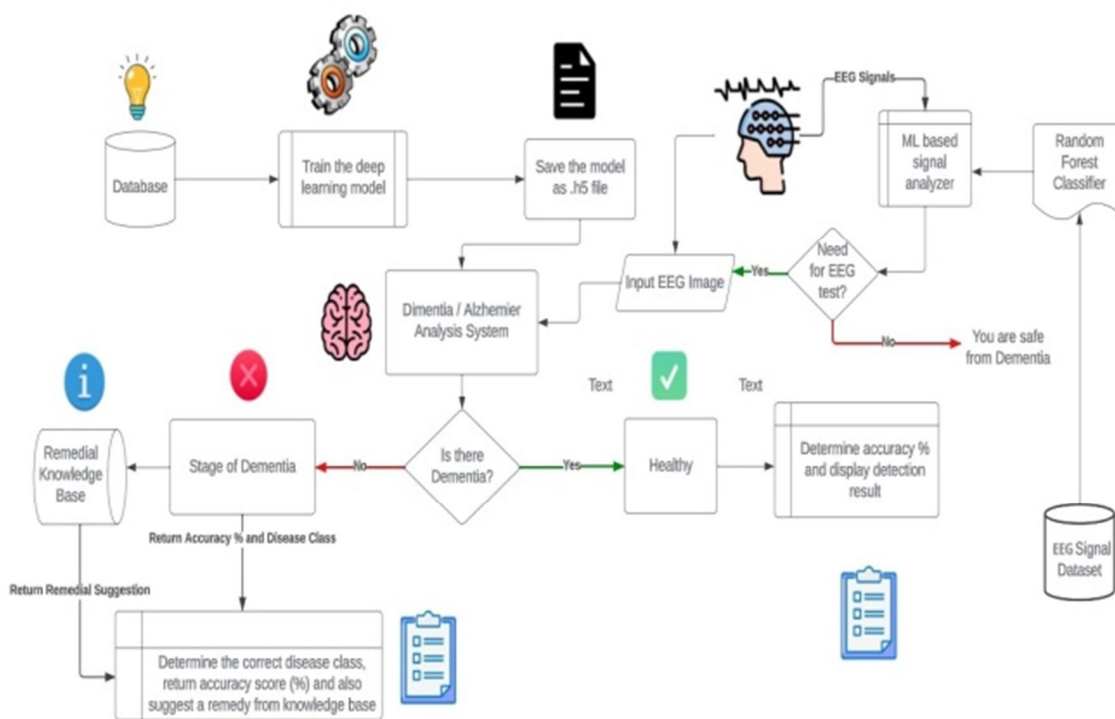 EEG Signals
Database
Train the deep
learning model
Save the model
as .h5 file
ML based
signal
analyzer
Random
Forest
Classifier
Need
for EEG
test?
Yes
Input EEG Image
No
You are safe
from Dementia
Dimentia / Alzhemier
Analysis System
i
Text
Text
Remedial
Knowledge
Base
Stage of Dementia
No
Is there
Dementia?
Yes
Healthy
Determine accuracy %
and display detection
result
EEG Signal
Dataset
Return Accuracy % and Disease Class
Return Remedial Suggestion
Determine the correct disease class,
return accuracy score (%) and also
suggest a remedy from knowledge base